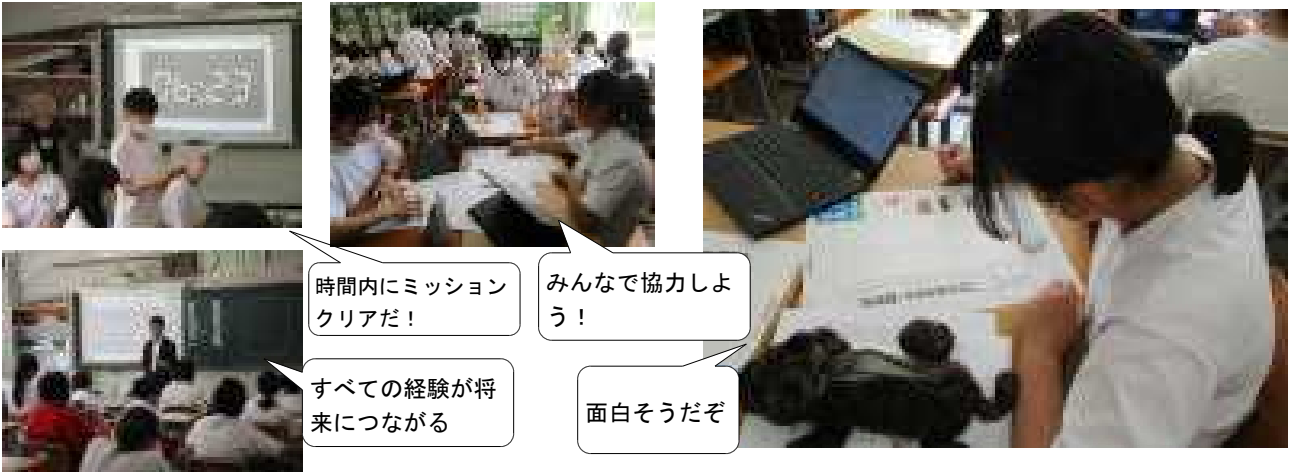 時間内にミッション
クリアだ！
みんなで協力しよ
う！
すべての経験が将
来につながる
面白そうだぞ